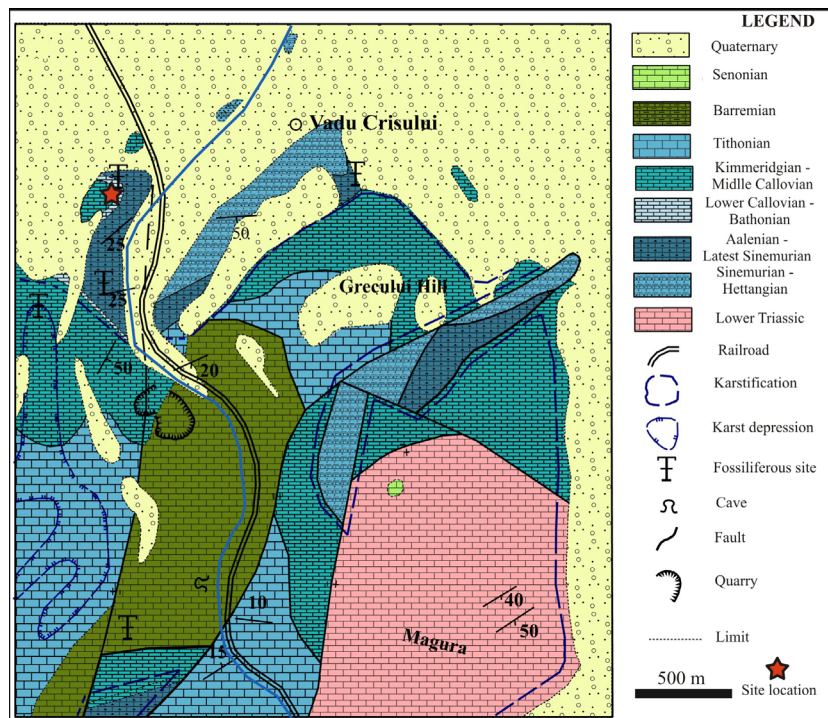 LEGEND
Quaternary
Senonian
Barremian
Tithonian
Kimmeridgian -
Midlle Callovian
Lower Callovian -
Bathonian
Aalenian -
Latest Sinemurian
Sinemurian -
Hettangian
Lower Triassic
Railroad
Karstification
Karst depression
Fossiliferous site
Cave
Fault
Quarry
Limit
500 m
Site location
Vadu Crisului
50
25
25
Grecului Hill
50
20
10
40
50
Magura
15